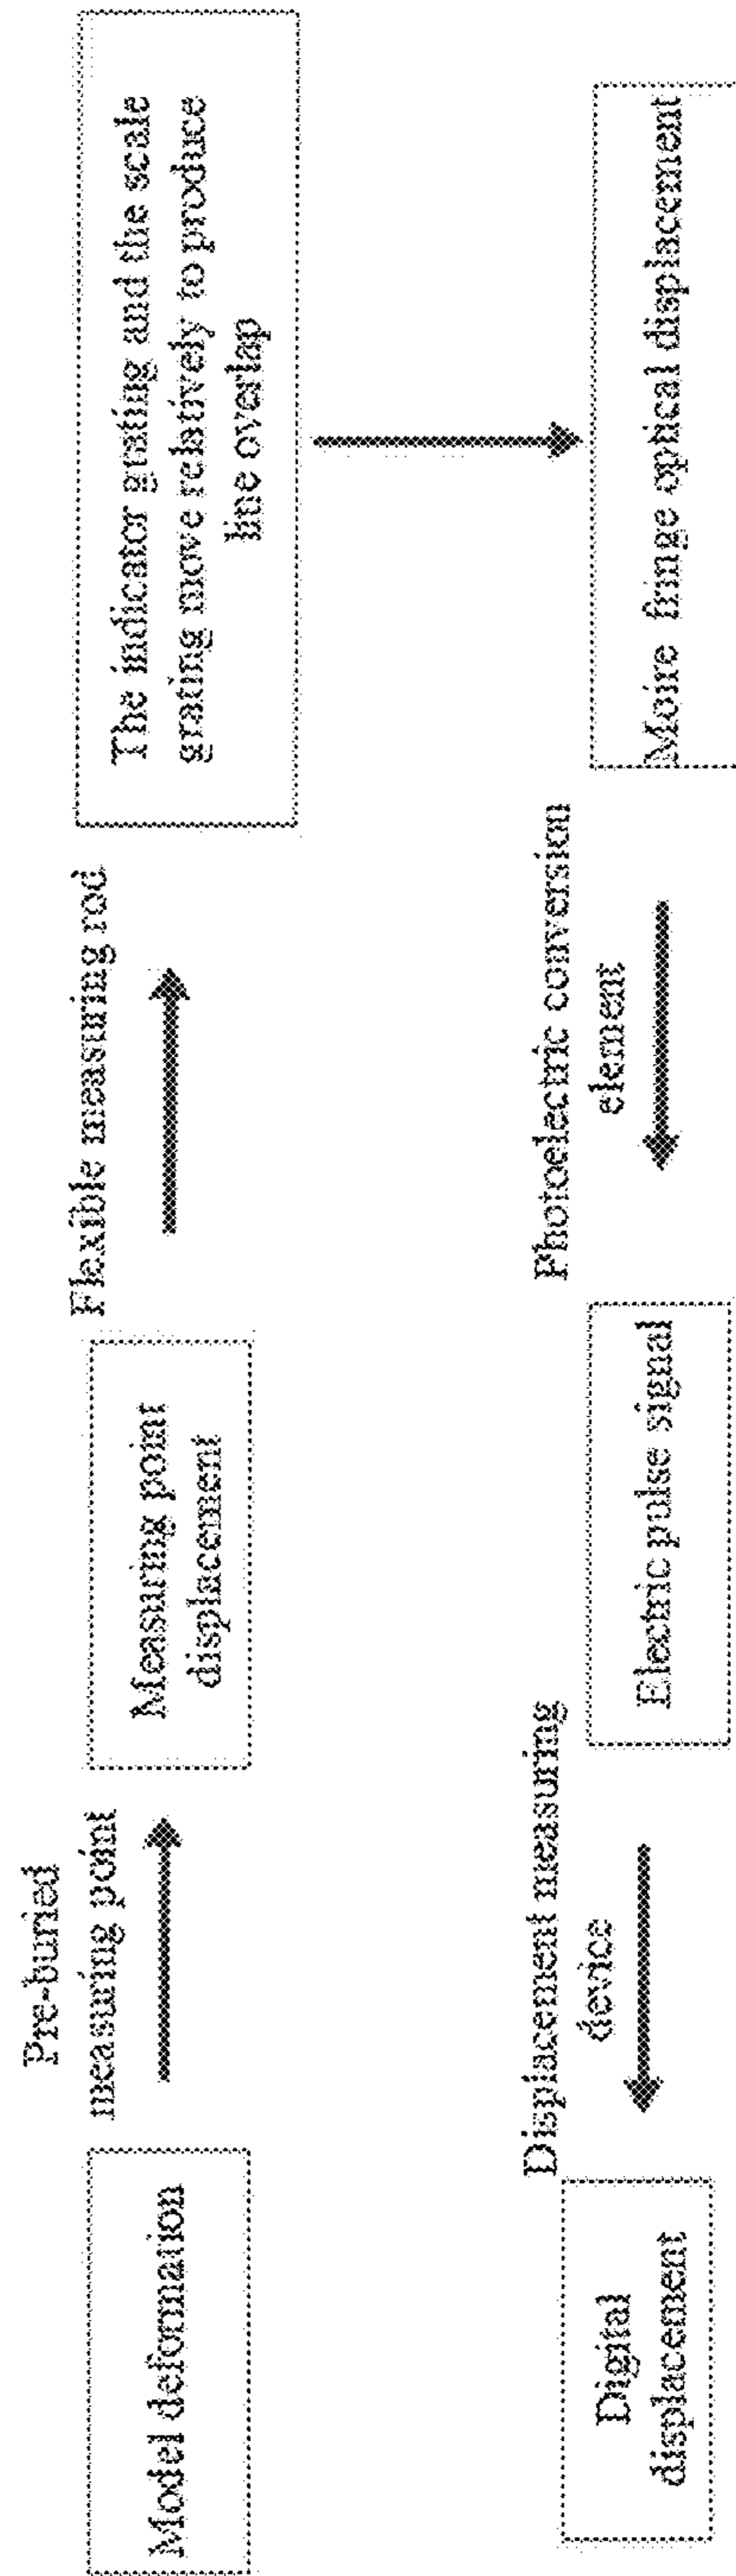 Model deformation
Pre-buried
measuring point
Measuring point
displacement
Flexible measuring rod
The indicator grating and the scale
grating move relatively to produce
line overlap
Moire fringe optical displacement
Photoelectric conversion
element
Electric pulse signal
Displacement measuring
device
Digital
displacement